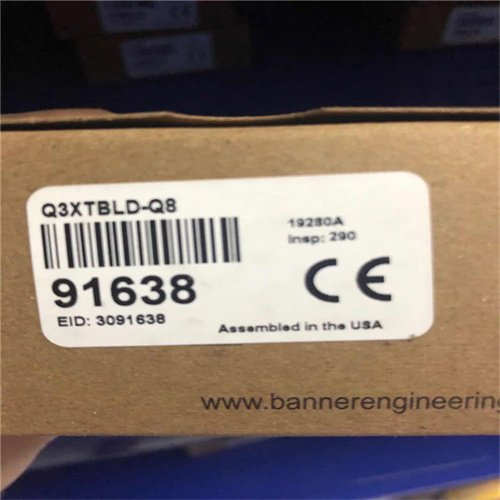 Q3XTBLD-Q8
19280A
Insp: 290
91638
CE
EID: 3091638
Assembled in the USA
www.bannerengineering